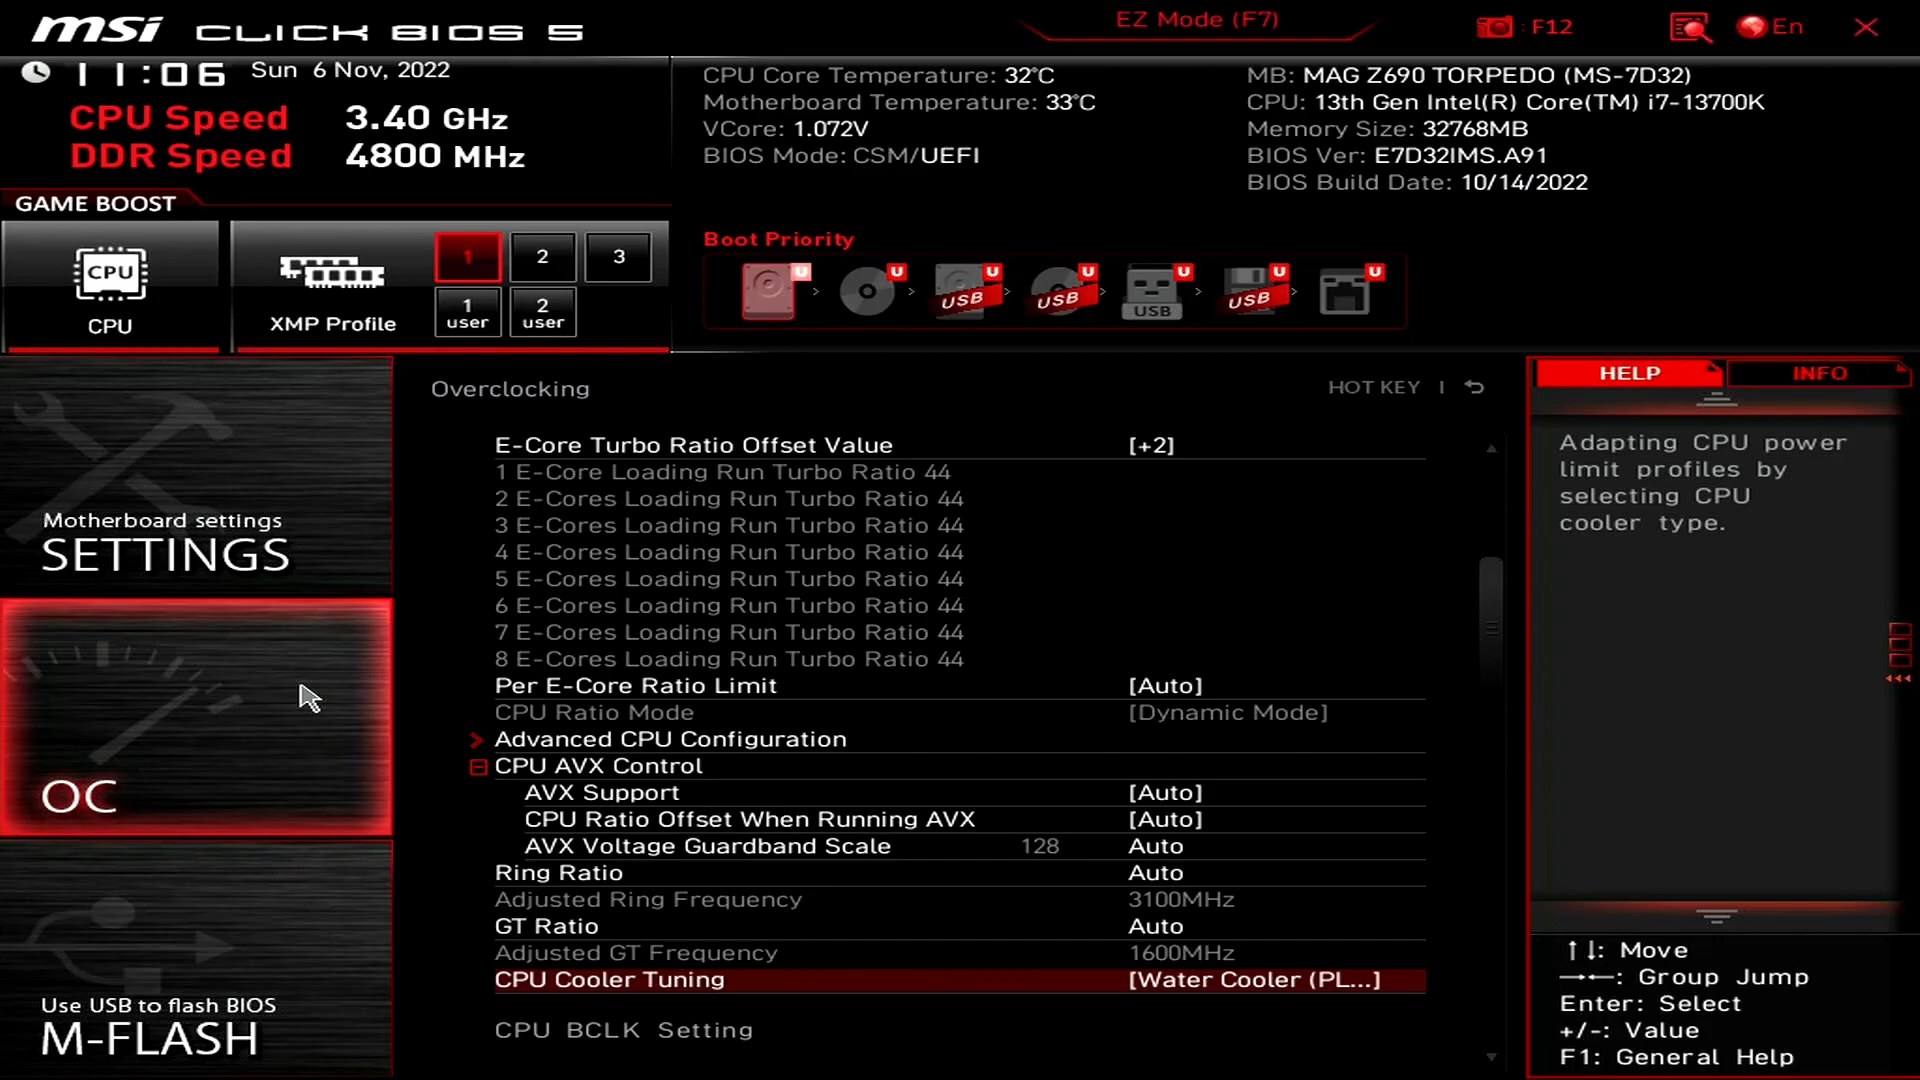 msi CLICK BIOS 5
EZ Mode (F7)
: F12
En
11:06 Sun 6 Nov, 2022
CPU Speed 3.40 GHz
DDR Speed 4800 MHz
CPU Core Temperature: 32°C
Motherboard Temperature: 33°C
VCore: 1.072V
BIOS Mode: CSM/UEFI
MB: MAG Z690 TORPEDO (MS-7D32)
CPU: 13th Gen Intel(R) Core(TM) i7-13700K
Memory Size: 32768MB
BIOS Ver: E7D32IMS.A91
BIOS Build Date: 10/14/2022
GAME BOOST
CPU
CPU
XMP Profile
1 2 3
1 user
2 user
Boot Priority
U U U U U U U
USB USB USB USB
Motherboard settings
SETTINGS
OC
Use USB to flash BIOS
M-FLASH
Overclocking
HOT KEY |
E-Core Turbo Ratio Offset Value [+2]
1 E-Core Loading Run Turbo Ratio 44
2 E-Cores Loading Run Turbo Ratio 44
3 E-Cores Loading Run Turbo Ratio 44
4 E-Cores Loading Run Turbo Ratio 44
5 E-Cores Loading Run Turbo Ratio 44
6 E-Cores Loading Run Turbo Ratio 44
7 E-Cores Loading Run Turbo Ratio 44
8 E-Cores Loading Run Turbo Ratio 44
Per E-Core Ratio Limit [Auto]
CPU Ratio Mode [Dynamic Mode]
Advanced CPU Configuration
CPU AVX Control
AVX Support [Auto]
CPU Ratio Offset When Running AVX [Auto]
AVX Voltage Guardband Scale 128 Auto
Ring Ratio Auto
Adjusted Ring Frequency 3100MHz
GT Ratio Auto
Adjusted GT Frequency 1600MHz
CPU Cooler Tuning [Water Cooler (PL...]
CPU BCLK Setting
HELP
INFO
Adapting CPU power
limit profiles by
selecting CPU
cooler type.
↑↓: Move
→←: Group Jump
Enter: Select
+/-: Value
F1: General Help